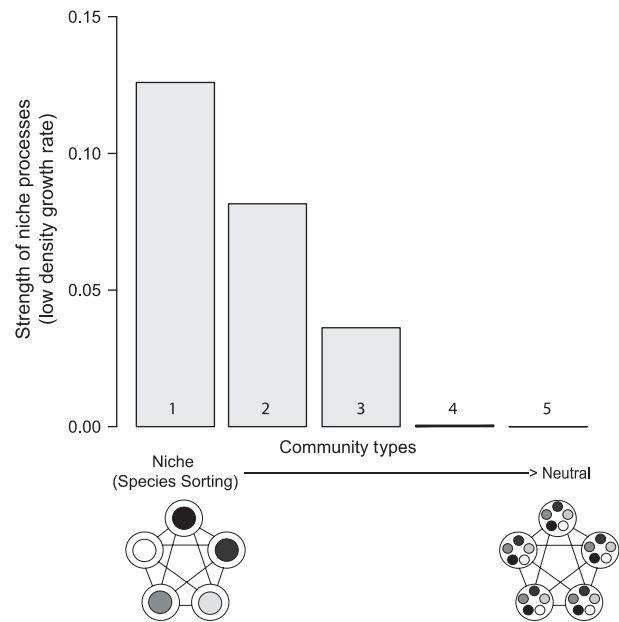 0.15
0.10
0.05
0.00
Strength of niche processes
(low density growth rate)
1
2
3
4
5
Community types
Niche
(Species Sorting)
Neutral